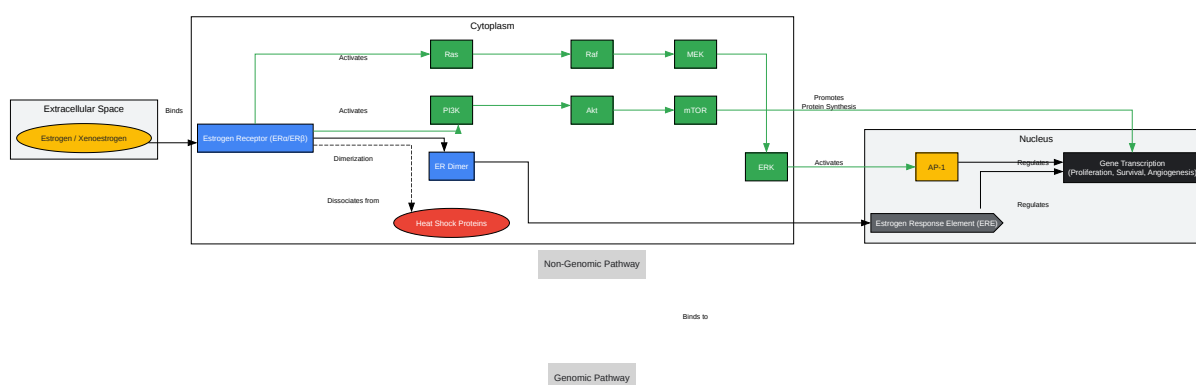 Cytoplasm
Ras
Raf
MEK
Activates
Extracellular Space
Binds
Estrogen / Xenoestrogen
Activates
PI3K
Akt
mTOR
Promotes
Protein Synthesis
Estrogen Receptor (ERα/ERβ)
Dimerization
ER Dimer
ERK
Activates
Nucleus
AP-1
Regulates
Gene Transcription
(Proliferation, Survival, Angiogenesis)
Dissociates from
Regulates
Heat Shock Proteins
Estrogen Response Element (ERE)
Non-Genomic Pathway
Binds to
Genomic Pathway